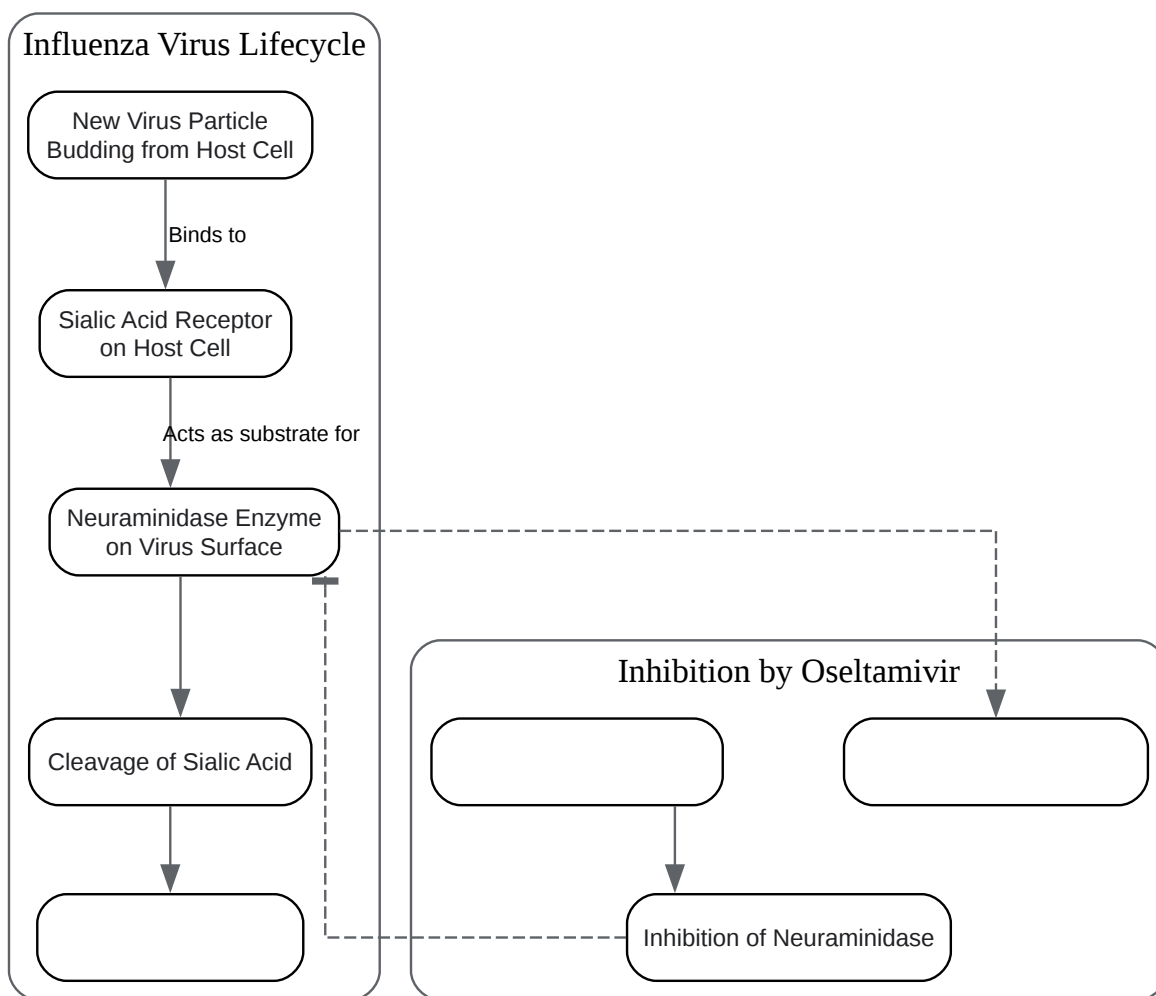 Influenza Virus Lifecycle
New Virus Particle
Budding from Host Cell
Binds to
Sialic Acid Receptor
on Host Cell
Acts as substrate for
Neuraminidase Enzyme
on Virus Surface
Cleavage of Sialic Acid
Inhibition by Oseltamivir
Inhibition of Neuraminidase